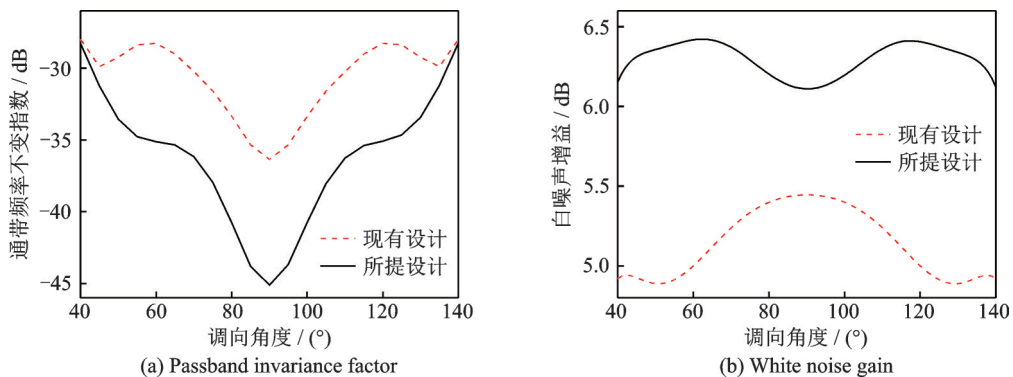 通带频率不变指数 / dB
−30
−35
−40
−45
40
60
80
100
120
140
现有设计
所提设计
调向角度 / (°)
(a) Passband invariance factor
白噪声增益 / dB
6.5
6.0
5.5
5.0
40
60
80
100
120
140
现有设计
所提设计
调向角度 / (°)
(b) White noise gain